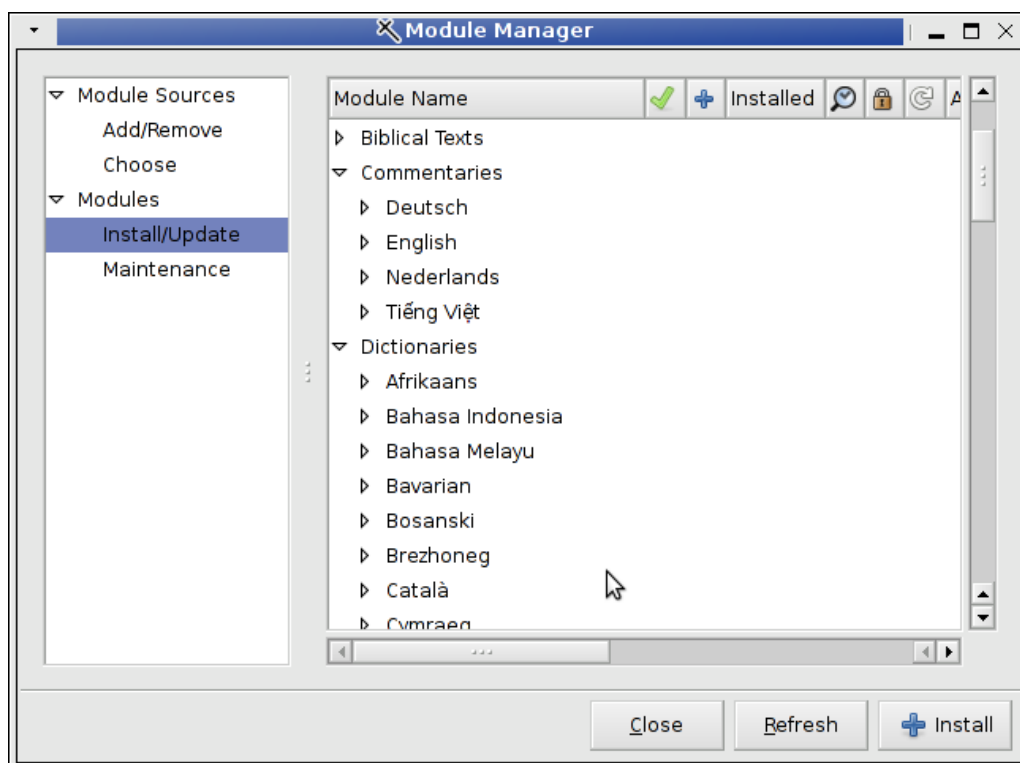 Module Manager
Module Sources
Add/Remove
Choose
Modules
Install/Update
Maintenance
Module Name Installed A
Biblical Texts
Commentaries
Deutsch
English
Nederlands
Tiếng Việt
Dictionaries
Afrikaans
Bahasa Indonesia
Bahasa Melayu
Bavarian
Bosanski
Brezhoneg
Català
Cymraeg
Close Refresh Install